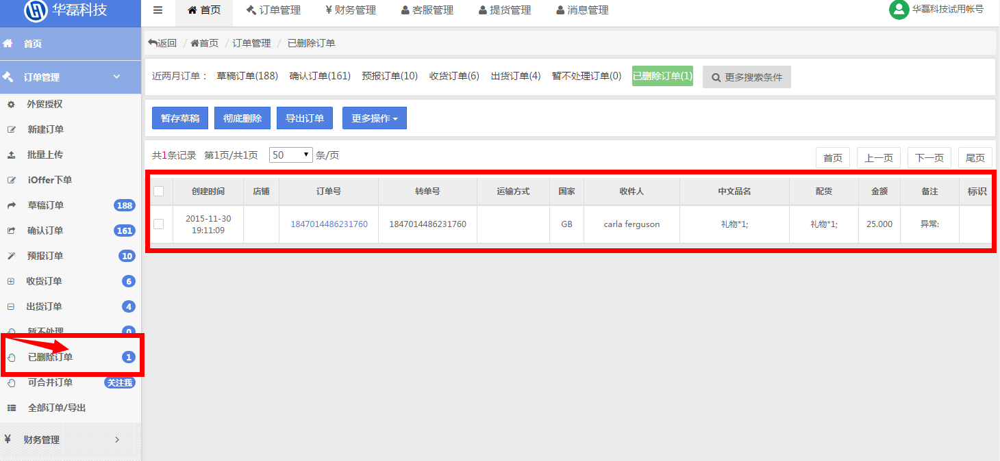 华磊科技
首页 订单管理 ¥ 财务管理 客服管理 提货管理 消息管理 华磊科技试用帐号
首页
订单管理
外贸授权
新建订单
批量上传
iOffer下单
草稿订单 188
确认订单 161
预报订单 10
收货订单 6
出货订单 4
暂不处理 0
已删除订单 1
可合并订单 关注我
全部订单/导出
¥ 财务管理
返回 / 首页 / 订单管理 / 已删除订单
近两月订单： 草稿订单(188) 确认订单(161) 预报订单(10) 收货订单(6) 出货订单(4) 暂不处理订单(0) 已删除订单(1) 更多搜索条件
暂存草稿 彻底删除 导出订单 更多操作
共1条记录 第1页/共1页 50 条/页 首页 上一页 下一页 尾页
创建时间 店铺 订单号 转单号 运输方式 国家 收件人 中文品名 配货 金额 备注 标识
2015-11-30
19:11:09
1847014486231760 1847014486231760 GB carla ferguson 礼物*1; 礼物*1; 25.000 异常: